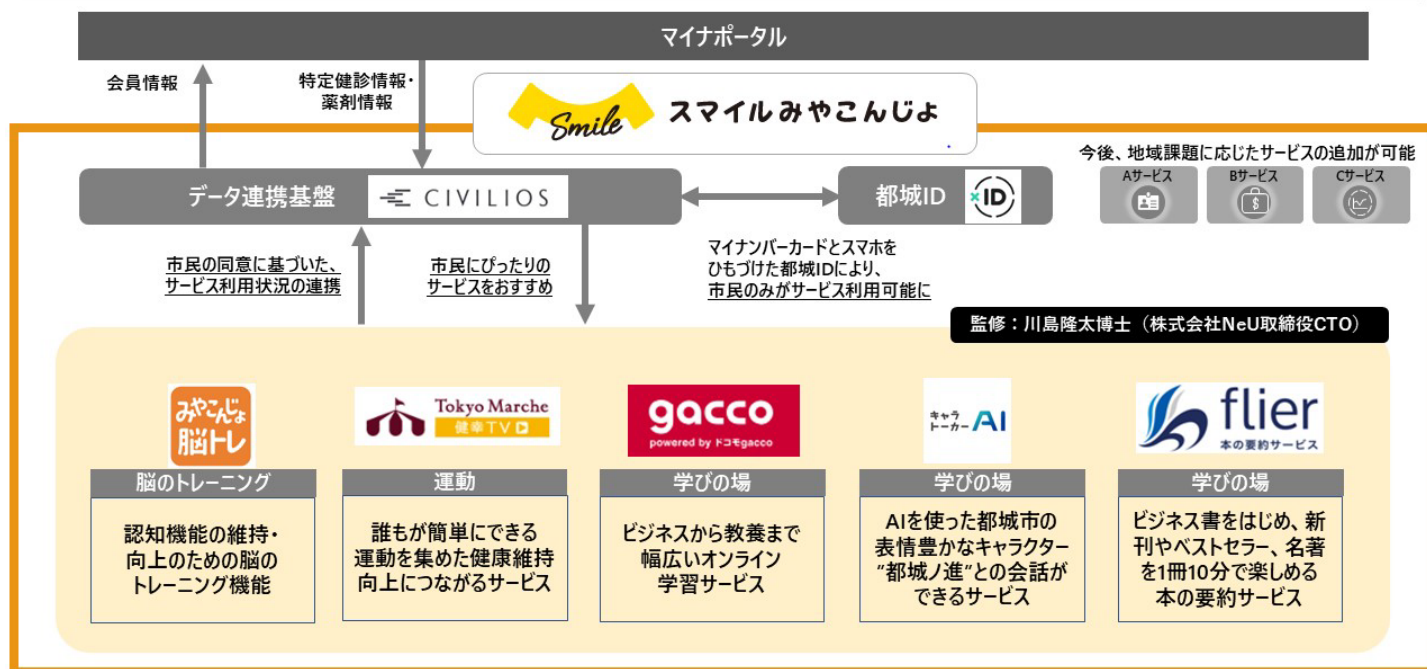 マイナポータル
会員情報
特定健診情報・
薬剤情報
Smile
スマイルみやこんじょ
今後、地域課題に応じたサービスの追加が可能
データ連携基盤
CIVILIOS
都城ID
xID
Aサービス
Bサービス
Cサービス
市民の同意に基づいた、
サービス利用状況の連携
市民にぴったりの
サービスをおすすめ
マイナンバーカードとスマホを
ひもづけた都城IDにより、
市民のみがサービス利用可能に
監修：川島隆太博士（株式会社NeU取締役CTO）
みやこんじょ
脳トレ
脳のトレーニング
認知機能の維持・
向上のための脳の
トレーニング機能
Tokyo Marche
健幸TV
運動
誰もが簡単にできる
運動を集めた健康維持
向上につながるサービス
gacco
powered by ドコモgacco
学びの場
ビジネスから教養まで
幅広いオンライン
学習サービス
キャラ
トーカー
AI
学びの場
AIを使った都城市の
表情豊かなキャラクター
”都城ノ進”との会話が
できるサービス
flier
本の要約サービス
学びの場
ビジネス書をはじめ、新
刊やベストセラー、名著
を1冊10分で楽しめる
本の要約サービス